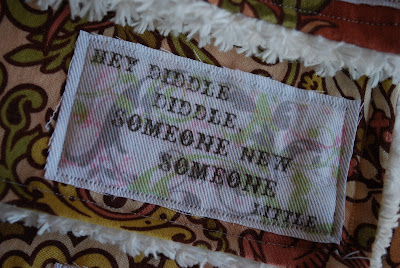 HEY DIDDLE
DIDDLE,
SOMEONE NEW
SOMEONE
LITTLE